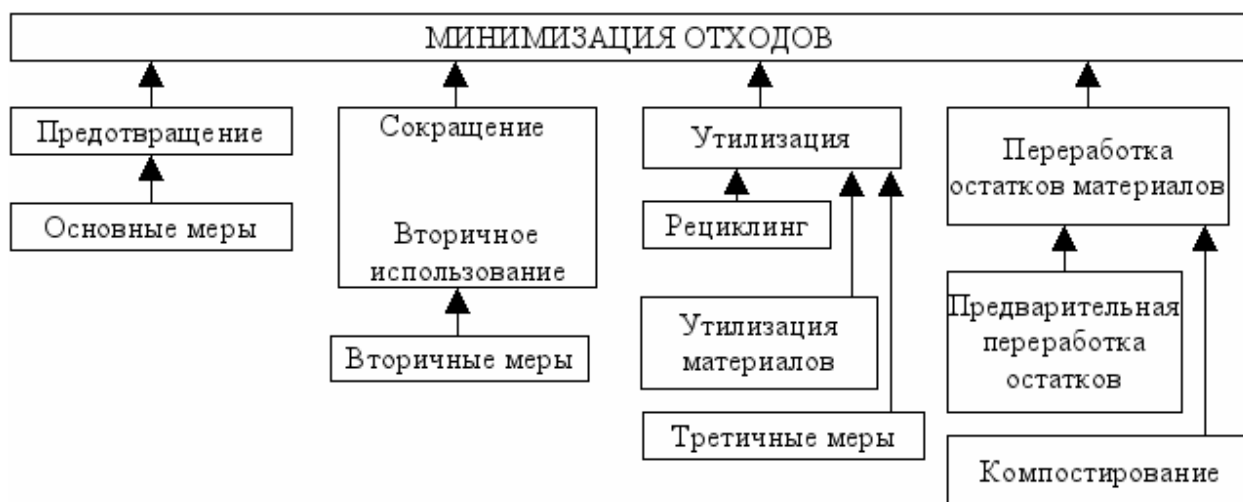 МИНИМИЗАЦИЯ ОТХОДОВ
Предотвращение
Основные меры
Сокращение
Вторичное
использование
Вторичные меры
Утилизация
Рециклинг
Утилизация
материалов
Третичные меры
Переработка
остатков материалов
Предварительная
переработка
остатков
Компостирование